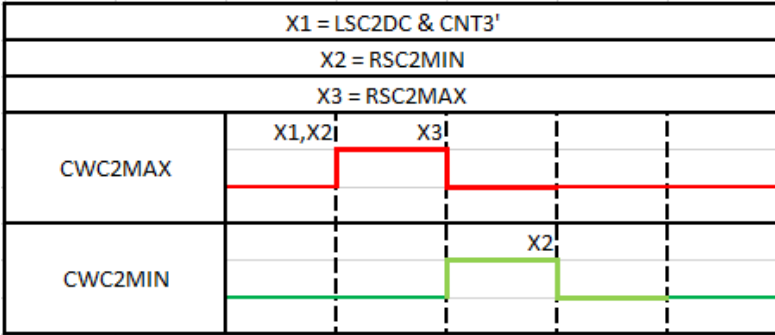 X1 = LSC2DC & CNT3'
X2 = RSC2MIN
X3 = RSC2MAX
X1,X2 X3
CWC2MAX
X2
CWC2MIN